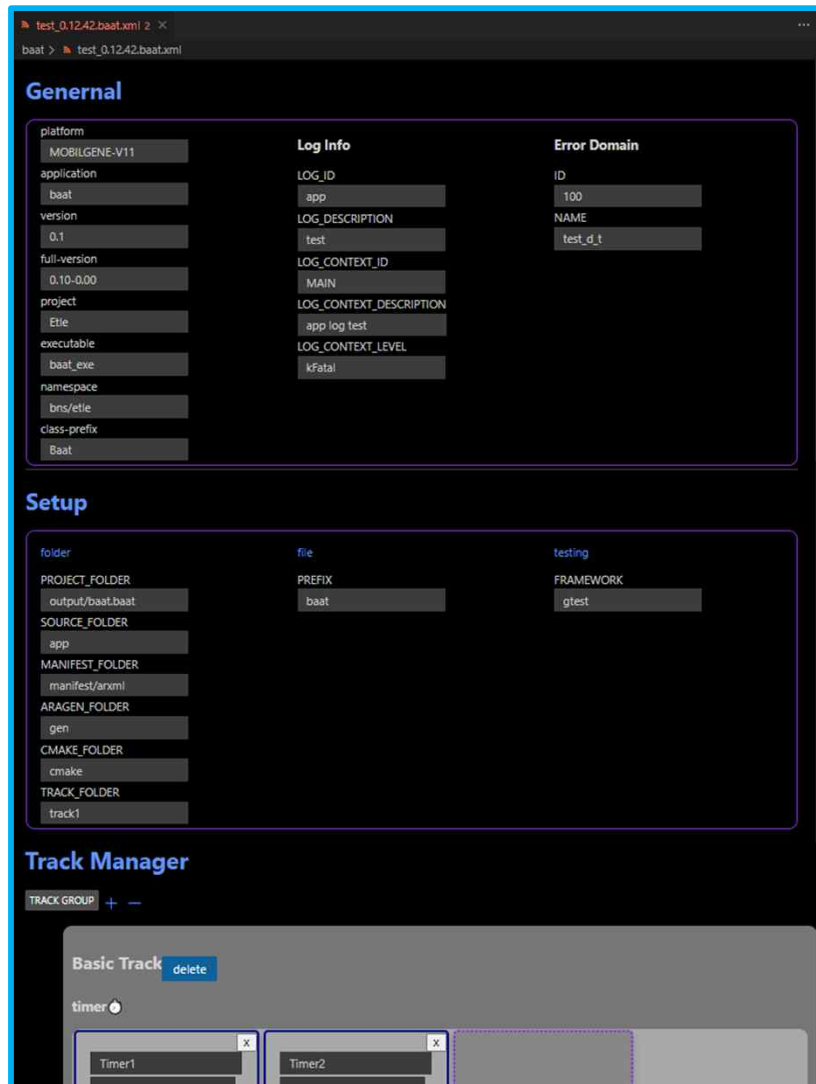 test_0.12.42.baat.xml 2 ×
...
baat > test_0.12.42.baat.xml
Genernal
platform
MOBILGENE-V11
application
baat
version
0.1
full-version
0.10-0.00
project
Etle
executable
baat_exe
namespace
bns/etle
class-prefix
Baat
Log Info
LOG_ID
app
LOG_DESCRIPTION
test
LOG_CONTEXT_ID
MAIN
LOG_CONTEXT_DESCRIPTION
app log test
LOG_CONTEXT_LEVEL
kFatal
Error Domain
ID
100
NAME
test_d_t
Setup
folder
PROJECT_FOLDER
output/baat.baat
SOURCE_FOLDER
app
MANIFEST_FOLDER
manifest/arxml
ARAGEN_FOLDER
gen
CMAKE_FOLDER
cmake
TRACK_FOLDER
track1
file
PREFIX
baat
testing
FRAMEWORK
gtest
Track Manager
TRACK GROUP + −
Basic Track delete
timer
X
Timer1
X
Timer2